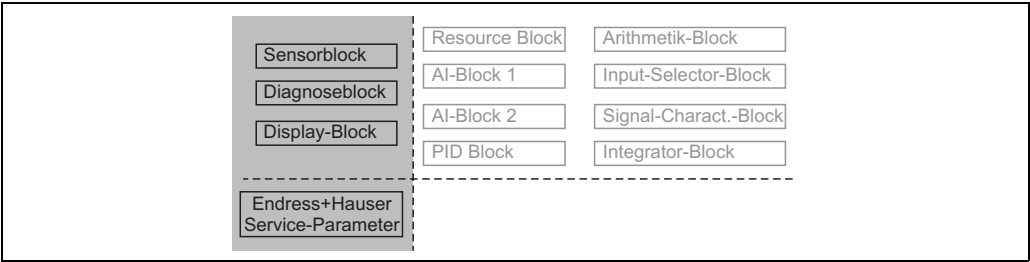 Sensorblock
Diagnoseblock
Display-Block
Endress+Hauser
Service-Parameter
Resource Block
AI-Block 1
AI-Block 2
PID Block
Arithmetik-Block
Input-Selector-Block
Signal-Charact.-Block
Integrator-Block